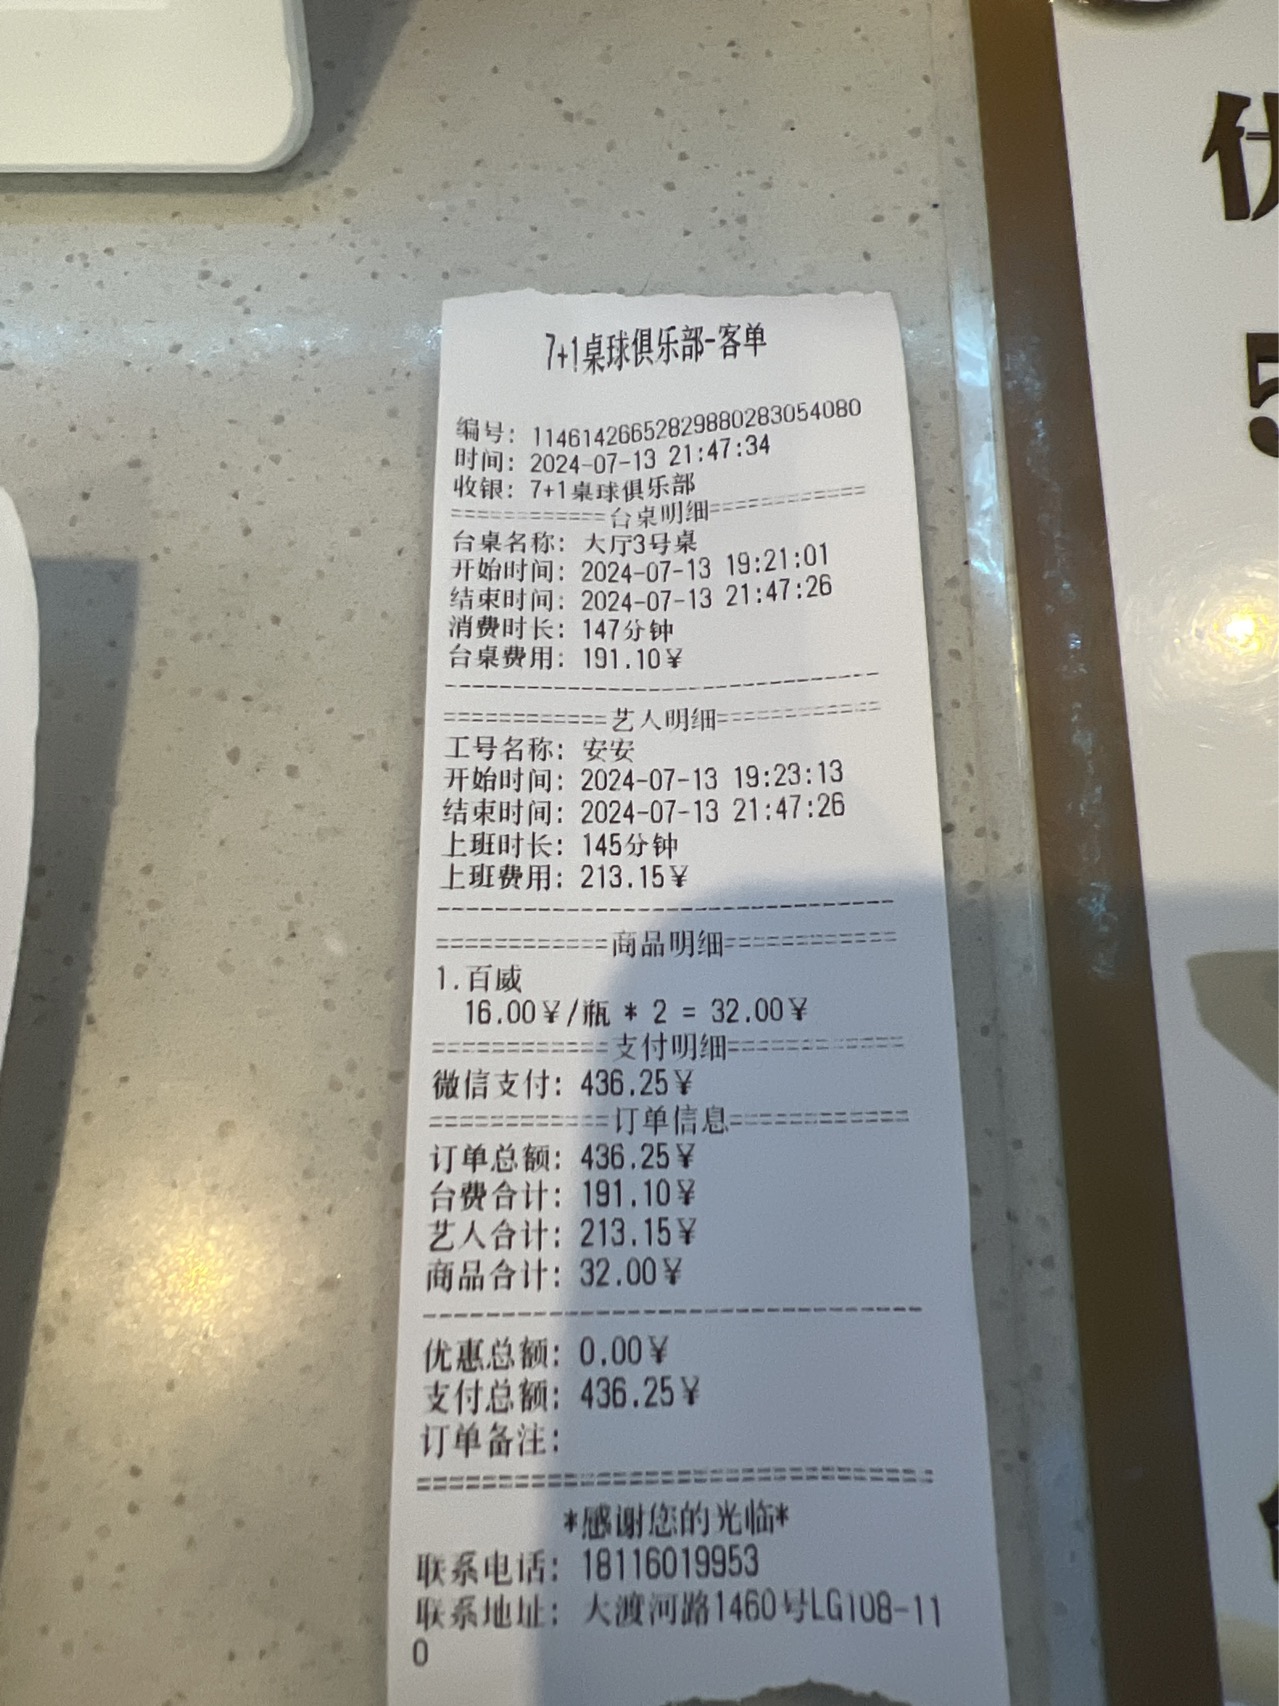 7+1桌球俱乐部-客单
编号: 11461426652829880283054080
时间: 2024-07-13 21:47:34
收银: 7+1桌球俱乐部
============台桌明细============
台桌名称: 大厅3号桌
开始时间: 2024-07-13 19:21:01
结束时间: 2024-07-13 21:47:26
消费时长: 147分钟
台桌费用: 191.10¥
--------------------------------
============艺人明细============
工号名称: 安安
开始时间: 2024-07-13 19:23:13
结束时间: 2024-07-13 21:47:26
上班时长: 145分钟
上班费用: 213.15¥
--------------------------------
============商品明细============
1.百威
16.00¥/瓶 * 2 = 32.00¥
============支付明细============
微信支付: 436.25¥
============订单信息============
订单总额: 436.25¥
台费合计: 191.10¥
艺人合计: 213.15¥
商品合计: 32.00¥
--------------------------------
优惠总额: 0.00¥
支付总额: 436.25¥
订单备注:
================================
*感谢您的光临*
联系电话: 18116019953
联系地址: 大渡河路1460号LG108-11
0
优
5